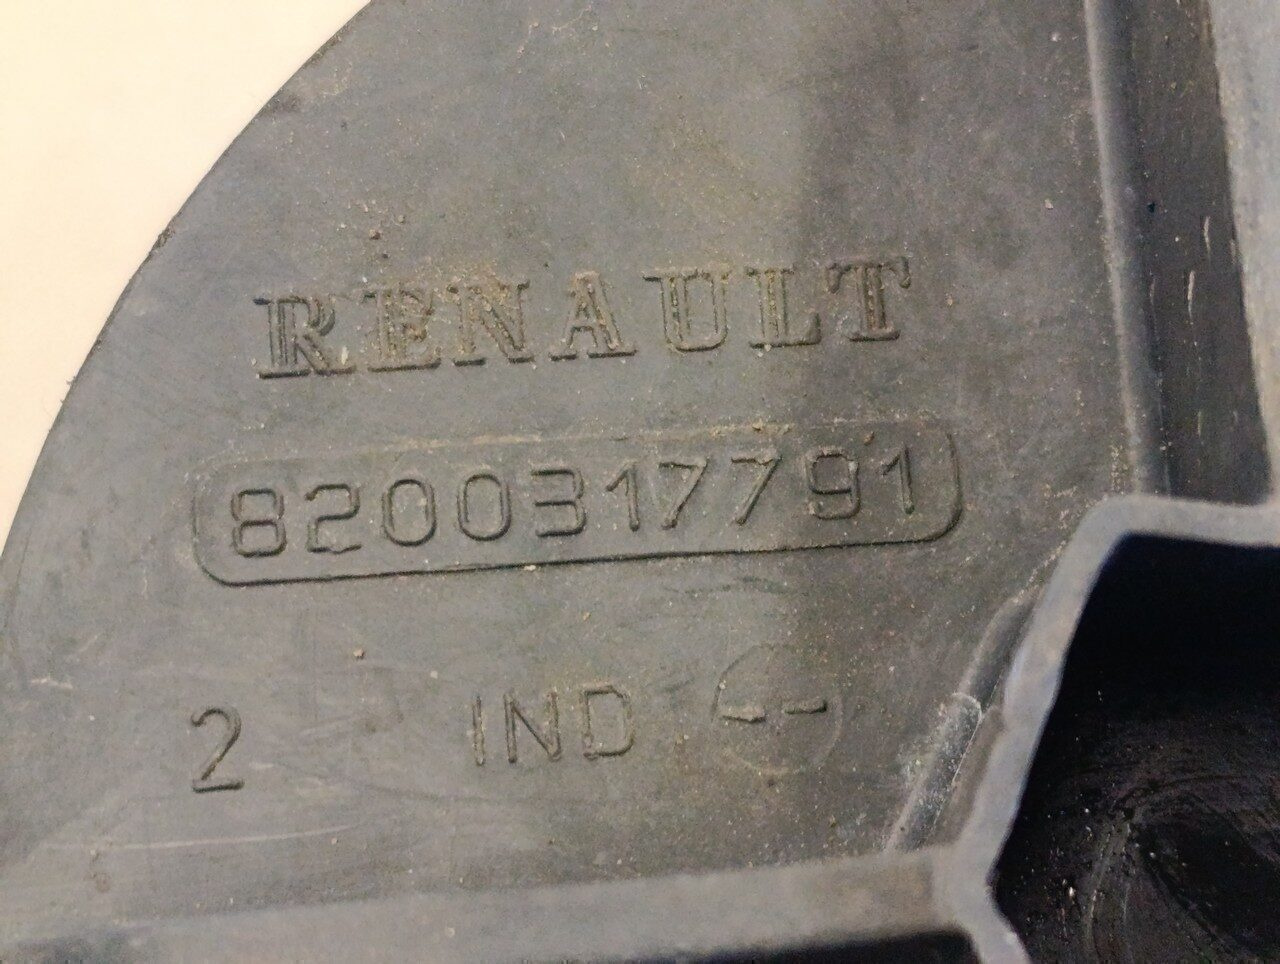 RENAULT
8200317791
2 IND --